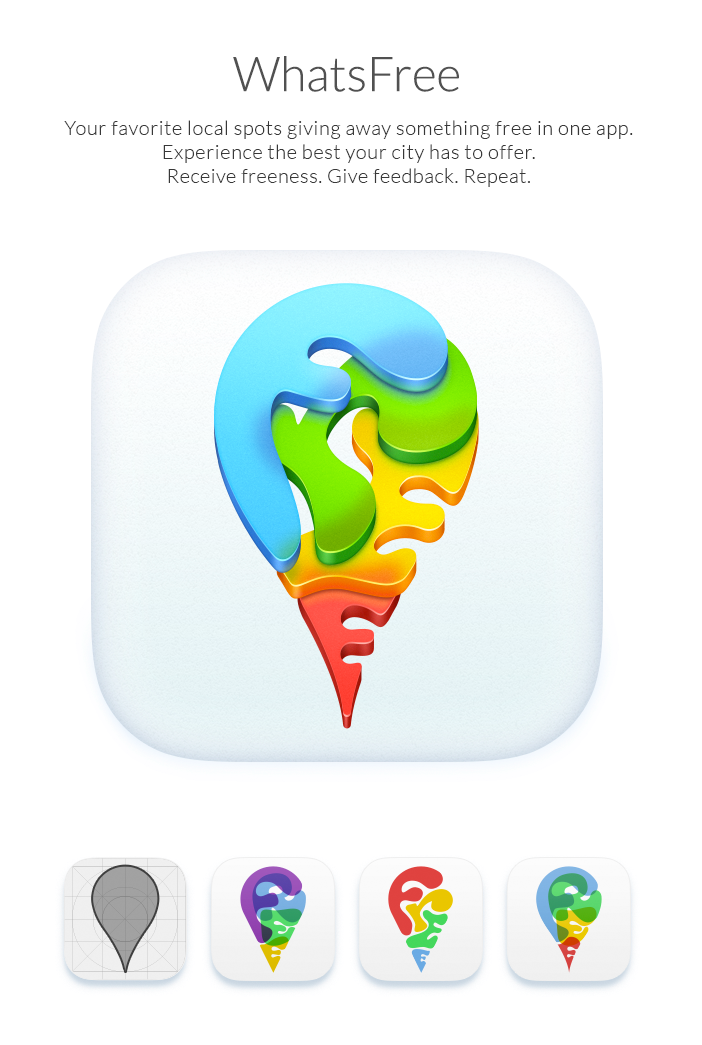 WhatsFree
Your favorite local spots giving away something free in one app.
Experience the best your city has to offer.
Receive freeness. Give feedback. Repeat.